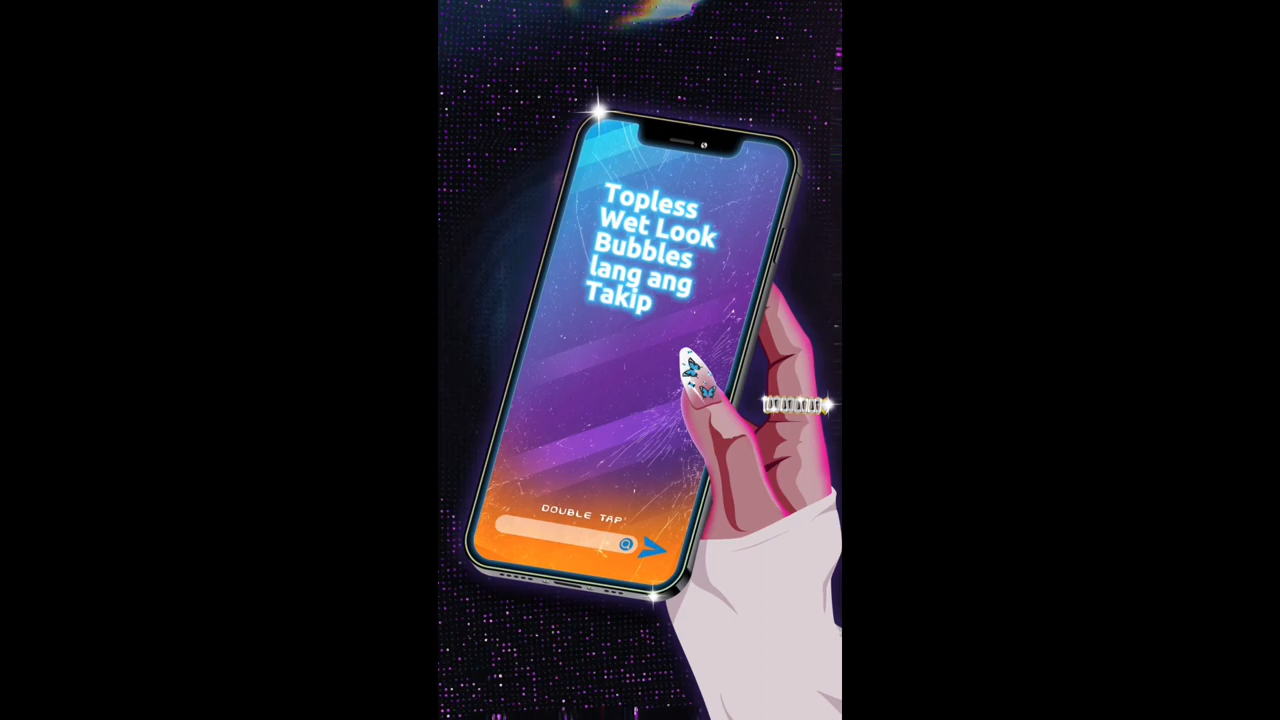 Topless
Wet Look
Bubbles
lang ang
Takip
DOUBLE TAP